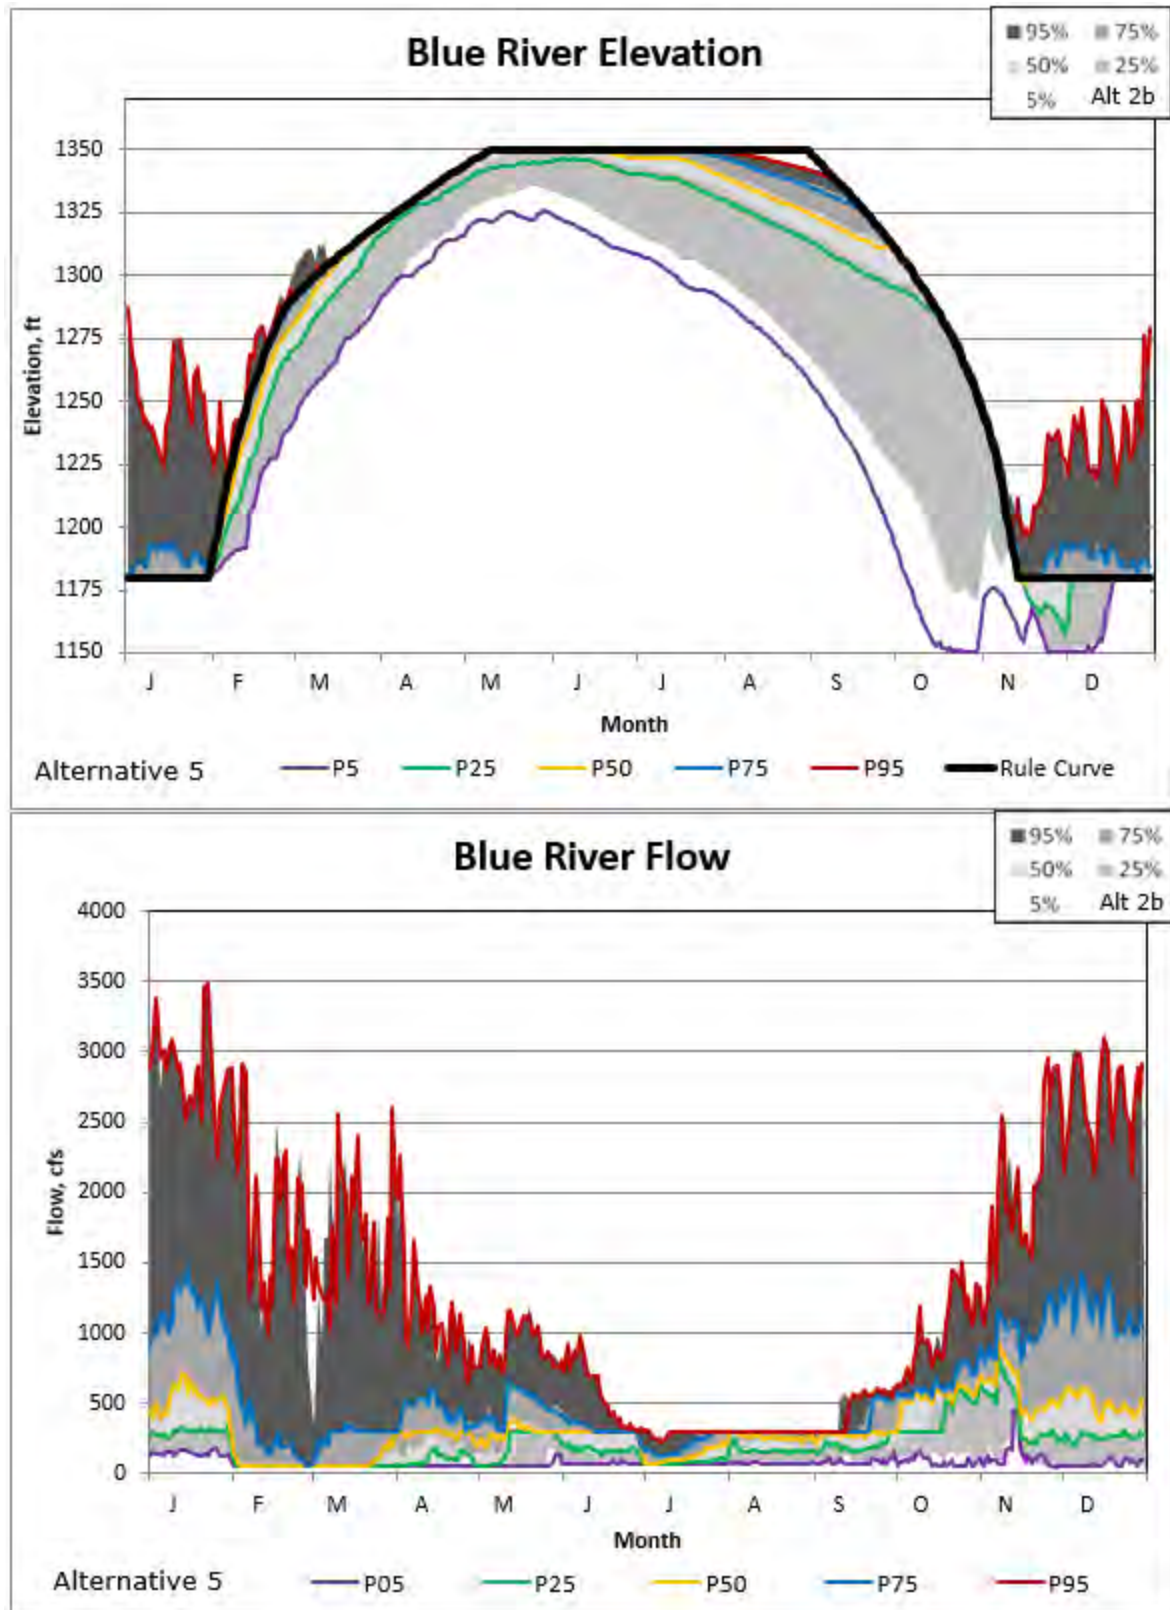 Blue River Elevation
95% 75%
50% 25%
5% Alt 2b
1350
1325
1300
1275
1250
1225
1200
1175
1150
Elevation, ft
J F M A M J J A S O N D
Month
Alternative 5 P5 P25 P50 P75 P95 Rule Curve
Blue River Flow
95% 75%
50% 25%
5% Alt 2b
4000
3500
3000
2500
2000
1500
1000
500
0
Flow, cfs
J F M A M J J A S O N D
Month
Alternative 5 P05 P25 P50 P75 P95